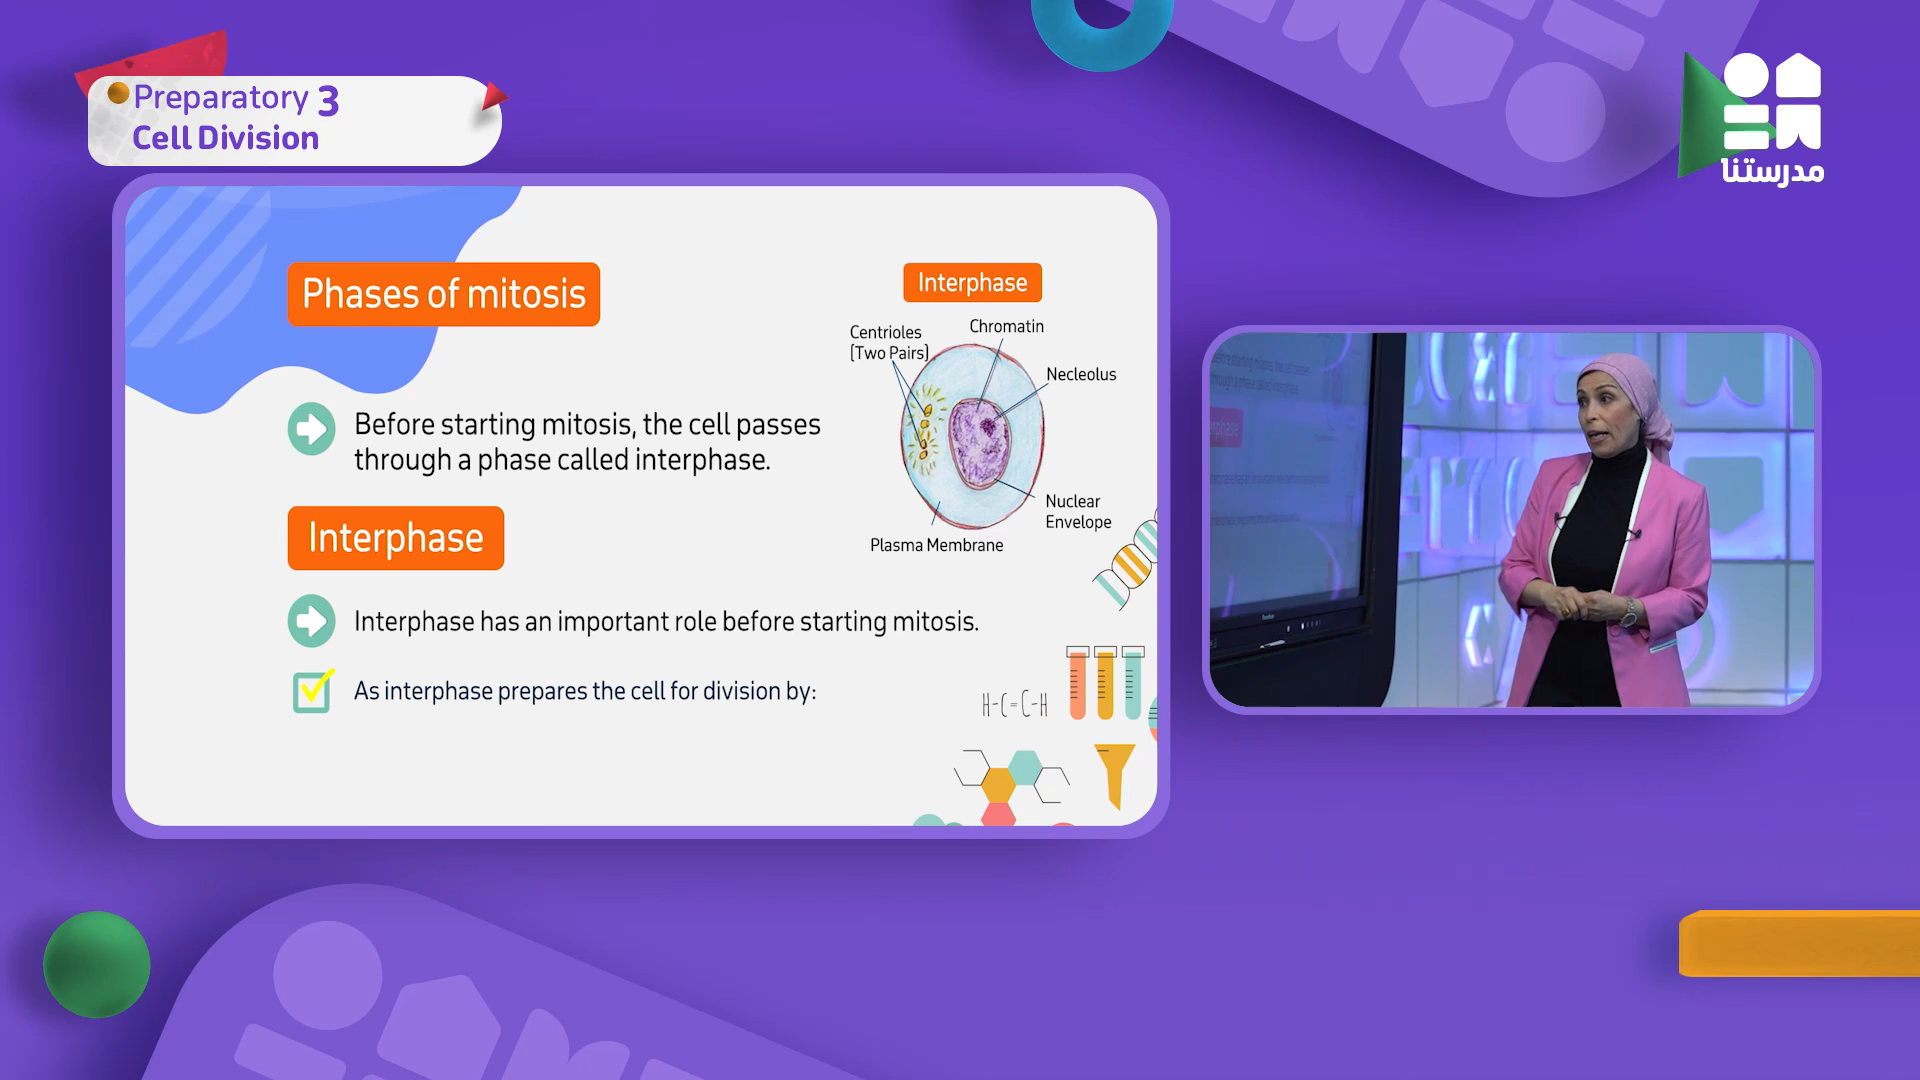 Preparatory 3
Cell Division
مدرستنا
Phases of mitosis
Interphase
Centrioles
(Two Pairs)
Chromatin
Necleolus
Nuclear
Envelope
Plasma Membrane
Before starting mitosis, the cell passes
through a phase called interphase.
Interphase
Interphase has an important role before starting mitosis.
As interphase prepares the cell for division by:
H-C=C-H